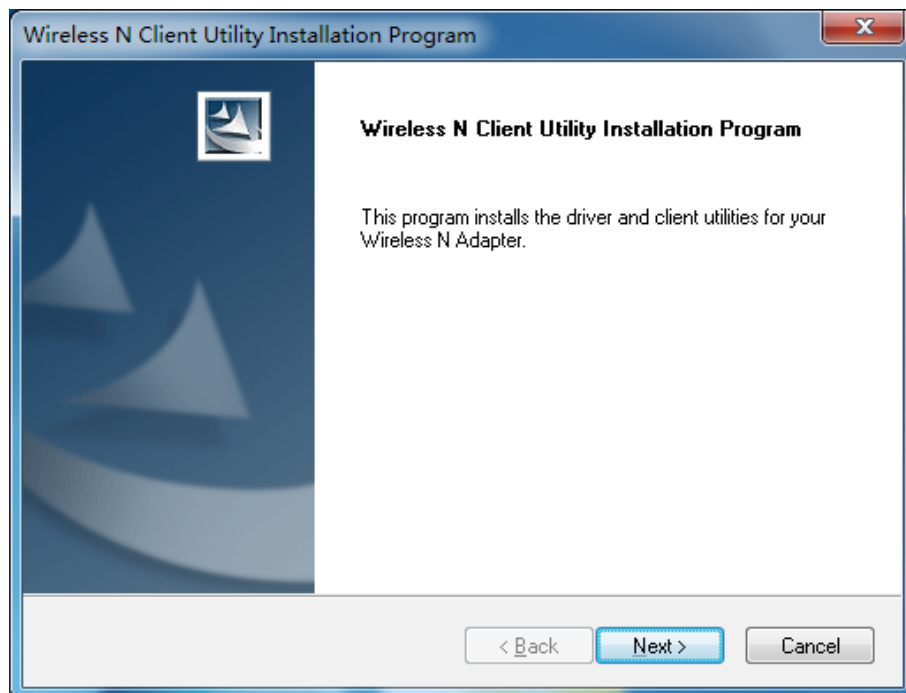 Wireless N Client Utility Installation Program
Wireless N Client Utility Installation Program
This program installs the driver and client utilities for your
Wireless N Adapter.
< Back
Next >
Cancel